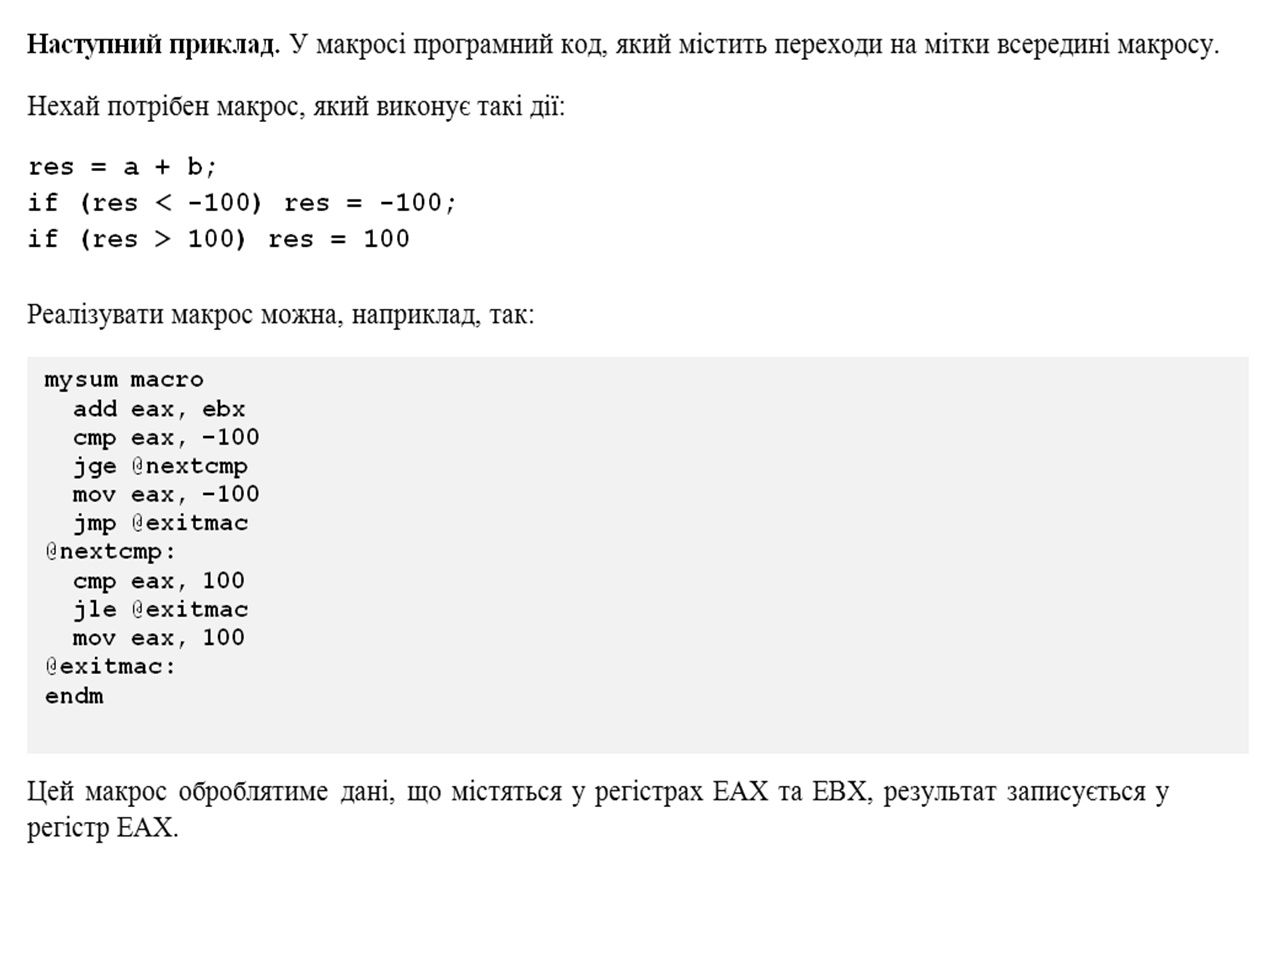 Наступний приклад. У макросі програмний код, який містить переходи на мітки всередині макросу.
Нехай потрібен макрос, який виконує такі дії:
res = a + b;
if (res < -100) res = -100;
if (res > 100) res = 100
Реалізувати макрос можна, наприклад, так:
mysum macro
add eax, ebx
cmp eax, -100
jge @nextcmp
mov eax, -100
jmp @exitmac
@nextcmp:
cmp eax, 100
jle @exitmac
mov eax, 100
@exitmac:
endm
Цей макрос оброблятиме дані, що містяться у регістрах EAX та EBX, результат записується у
регістр EAX.